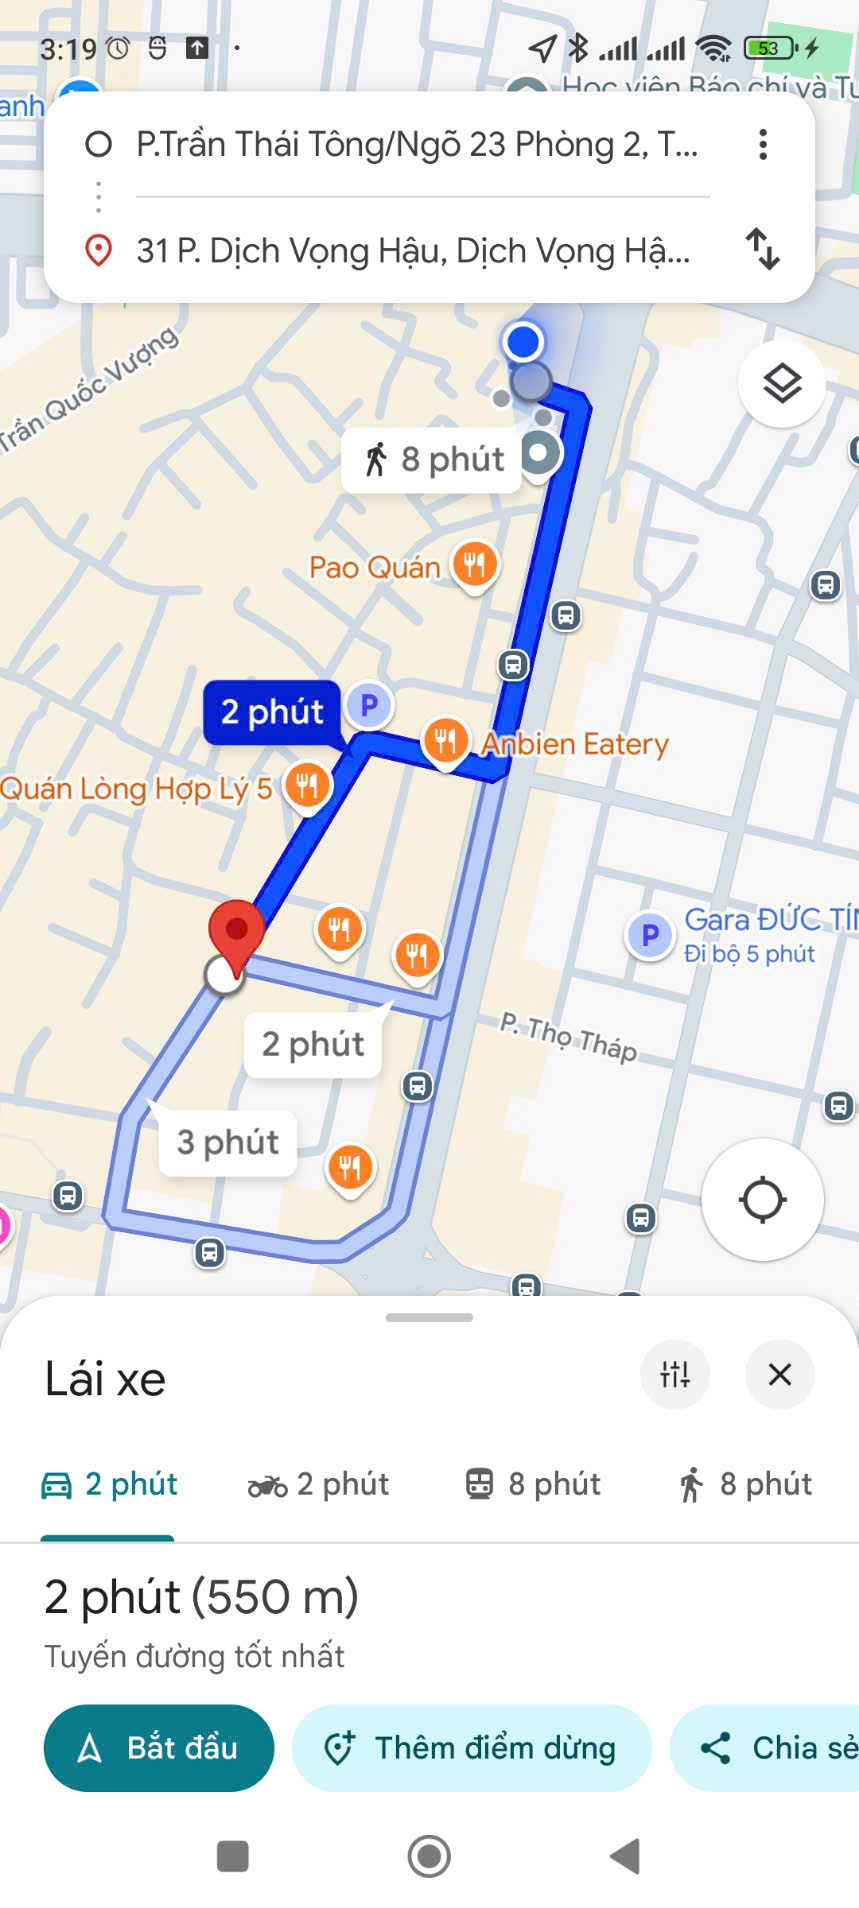 3:19
53
Học viện Báo chí và Tu
anh
P.Trần Thái Tông/Ngõ 23 Phòng 2, T...
31 P. Dịch Vọng Hậu, Dịch Vọng Hậ...
Trần Quốc Vượng
8 phút
Pao Quán
2 phút
P
Anbien Eatery
Quán Lòng Hợp Lý 5
P
Gara ĐỨC TÍN
Đi bộ 5 phút
P. Thọ Tháp
2 phút
3 phút
Lái xe
2 phút
2 phút
8 phút
8 phút
2 phút (550 m)
Tuyến đường tốt nhất
Bắt đầu
Thêm điểm dừng
Chia sẻ